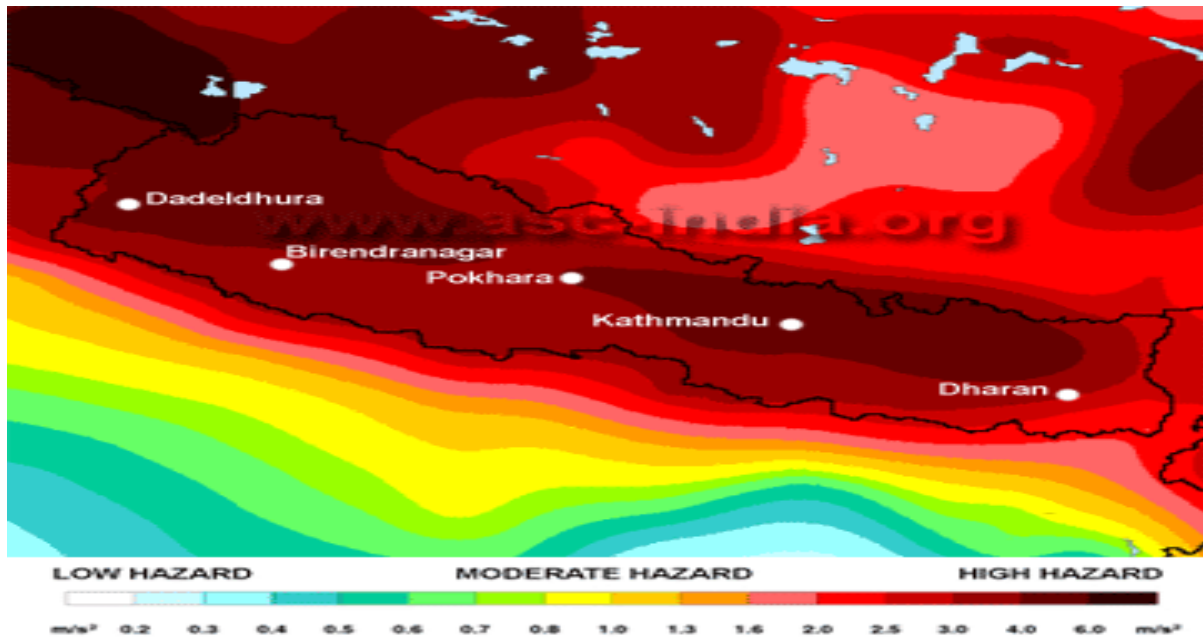 Dadeldhura
www.asc-india.org
Birendranagar
Pokhara
Kathmandu
Dharan
LOW HAZARD MODERATE HAZARD HIGH HAZARD
m/s² 0.2 0.3 0.4 0.5 0.6 0.7 0.8 1.0 1.3 1.6 2.0 2.5 3.0 4.0 6.0 m/s²